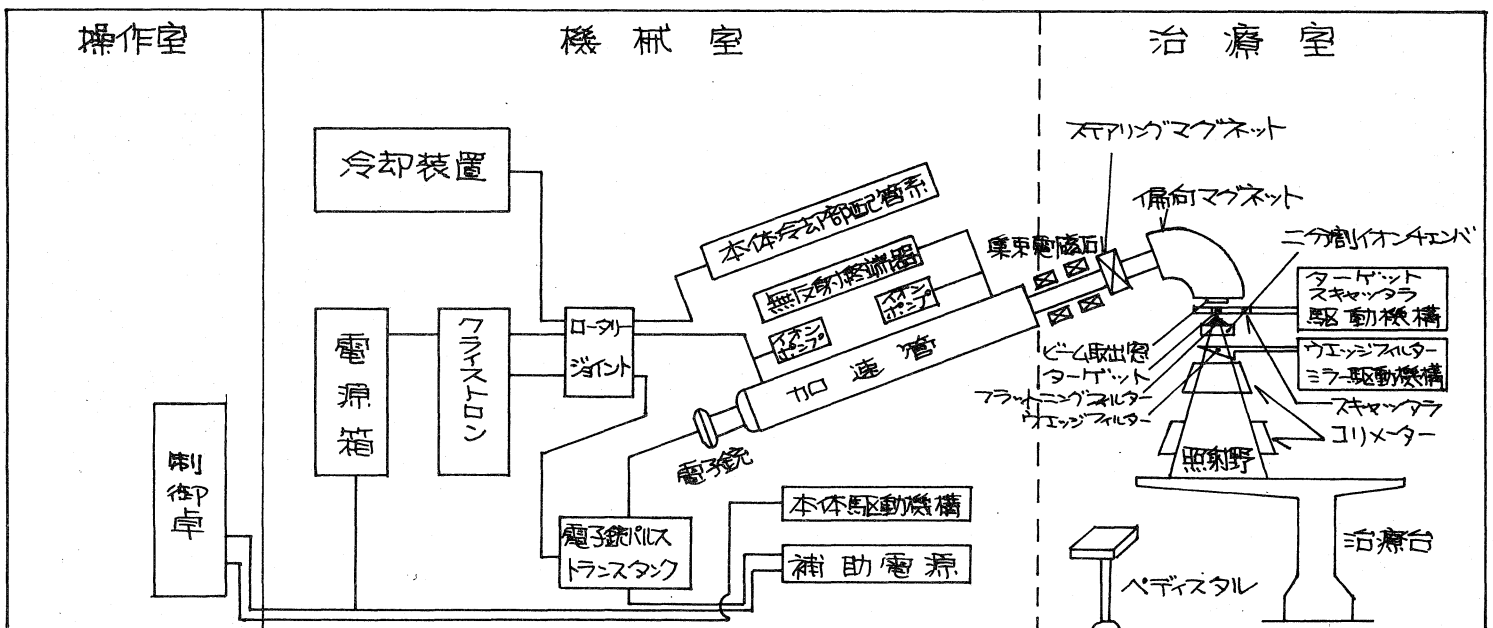 操作室
機械室
治療室
冷却装置
本体冷却部配管系
無反射終端器
イオン
ポンプ
イオン
ポンプ
集束電磁石
ステアリングマグネット
偏向マグネット
二分割イオンチェンバ
ターゲット
スキャッタラ
駆動機構
ウエッジフィルター
ミラー駆動機構
電源箱
クライストロン
ロータリー
ジョイント
加速管
電子銃
ビーム取出窓
ターゲット
フラットニングフィルター
ウエッジフィルター
スキャッタラ
コリメーター
照射野
制御卓
電子銃パルス
トランスタンク
本体駆動機構
補助電源
治療台
ペディスタル